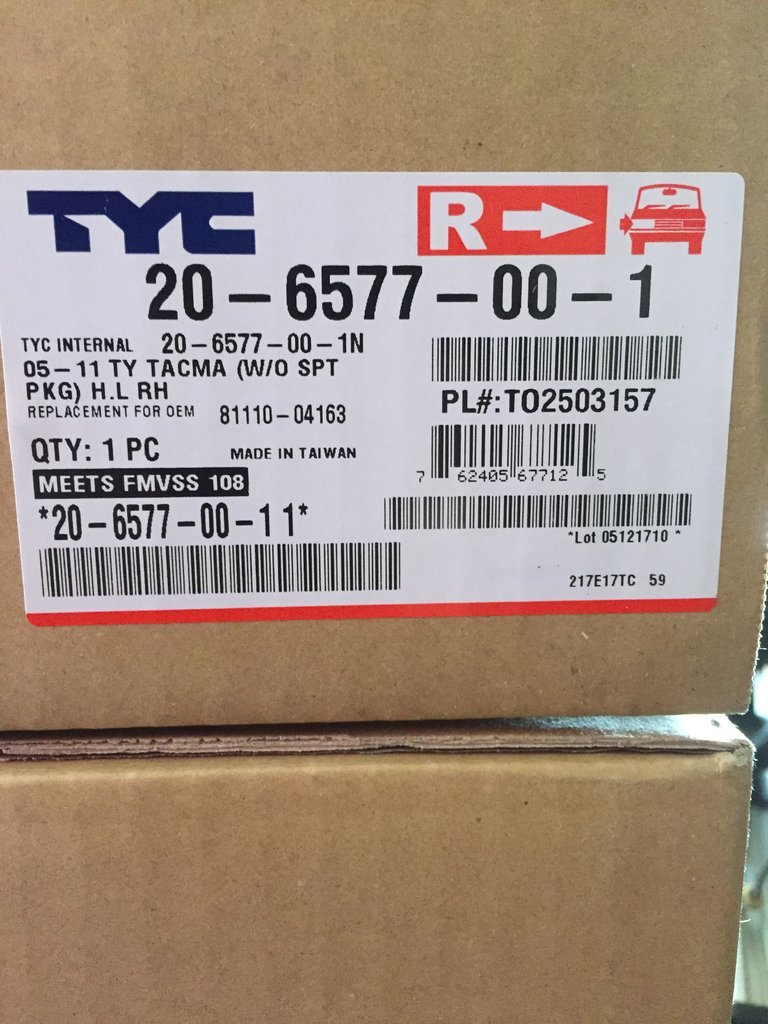 TYC
R
20-6577-00-1
TYC INTERNAL 20-6577-00-1N
05-11 TY TACMA (W/O SPT
PKG) H.L RH
REPLACEMENT FOR OEM 81110-04163
PL#:TO2503157
QTY: 1 PC MADE IN TAIWAN
7 62405 67712 5
MEETS FMVSS 108
*20-6577-00-1 1*
*Lot 05121710 *
217E17TC 59